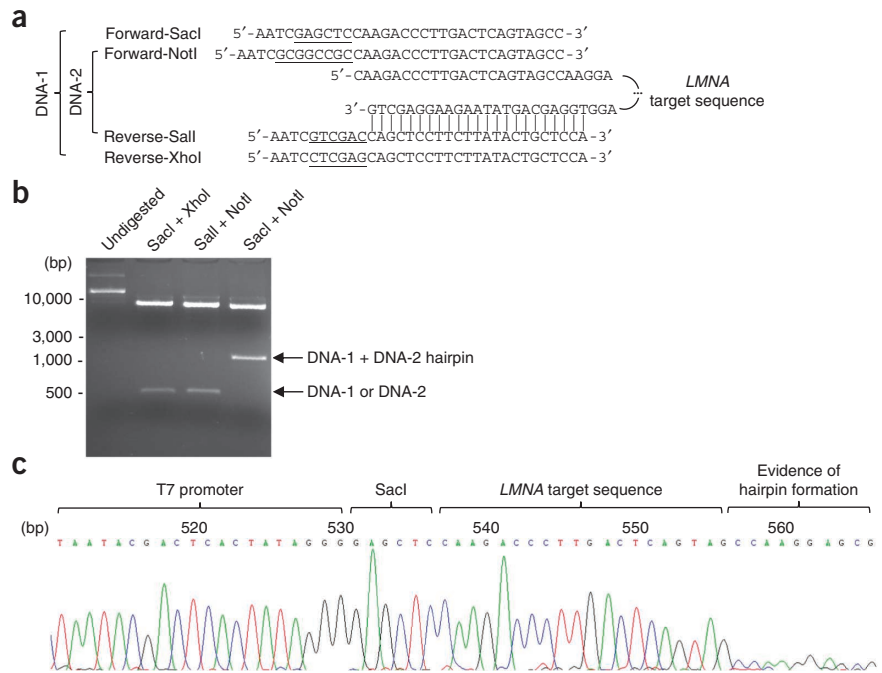 a
Forward-SacI 5′-AATCGAGCTCCAAGACCCTTGACTCAGTAGCC-3′
Forward-NotI 5′-AATCGCGGCCGCCAAGACCCTTGACTCAGTAGCC-3′
5′-CAAGACCCTTGACTCAGTAGCCAAGGA
LMNA
target sequence
3′-GTCGAGGAAGAATATGACGAGGTGGA
Reverse-SalI 5′-AATCGTCGACCAGCTCCTTCTTATACTGCTCCA-3′
Reverse-XhoI 5′-AATCCTCGAGCAGCTCCTTCTTATACTGCTCCA-3′
DNA-1
DNA-2
b
Undigested
SacI + XhoI
SalI + NotI
SacI + NotI
(bp)
10,000 -
3,000 -
1,000 -
500 -
DNA-1 + DNA-2 hairpin
DNA-1 or DNA-2
c
T7 promoter SacI LMNA target sequence Evidence of
hairpin formation
(bp) 520 530 540 550 560
T A A T A C G A C T C A C T A T A G G G G A G C T C C A A G A C C C T T G A C T C A G T A G C C A A G G A G C G